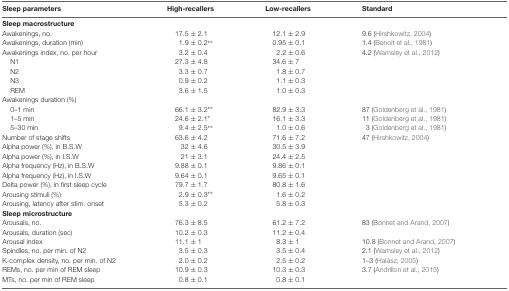 Sleep parameters High-recallers Low-recallers Standard
Sleep macrostructure
Awakenings, no. 17.5 ± 2.1 12.1 ± 2.9 9.6 (Hirshkowitz, 2004)
Awakenings, duration (min) 1.9 ± 0.2** 0.95 ± 0.1 1.4 (Benoit et al., 1981)
Awakenings index, no. per hour 3.2 ± 0.4 2.2 ± 0.6 4.2 (Wamsley et al., 2012)
N1 27.3 ± 4.8 34.6 ± 7
N2 3.3 ± 0.7 1.8 ± 0.7
N3 0.9 ± 0.2 1.1 ± 0.3
REM 3.6 ± 1.5 1.0 ± 0.3
Awakenings duration (%)
0–1 min 66.1 ± 3.2** 82.9 ± 3.3 87 (Goldenberg et al., 1981)
1–5 min 24.6 ± 2.1* 16.1 ± 3.3 11 (Goldenberg et al., 1981)
5–30 min 9.4 ± 2.5** 1.0 ± 0.6 3 (Goldenberg et al., 1981)
Number of stage shifts 63.6 ± 4.2 71.6 ± 7.2 47 (Hirshkowitz, 2004)
Alpha power (%), in B.S.W 32 ± 4.6 30.5 ± 3.9
Alpha power (%), in I.S.W 21 ± 3.1 24.4 ± 2.5
Alpha frequency (Hz), in B.S.W 9.88 ± 0.1 9.86 ± 0.1
Alpha frequency (Hz), in I.S.W 9.64 ± 0.1 9.65 ± 0.1
Delta power (%), in first sleep cycle 79.7 ± 1.7 80.8 ± 1.6
Arousing stimuli (%) 2.9 ± 0.3** 1.6 ± 0.2
Arousing, latency after stim. onset 5.3 ± 0.2 5.8 ± 0.3
Sleep microstructure
Arousals, no. 76.3 ± 8.5 61.2 ± 7.2 83 (Bonnet and Arand, 2007)
Arousals, duration (sec) 10.2 ± 0.3 11.2 ± 0.4
Arousal index 11.1 ± 1 8.3 ± 1 10.8 (Bonnet and Arand, 2007)
Spindles, no. per min. of N2 3.5 ± 0.3 3.5 ± 0.4 2.1 (Wamsley et al., 2012)
K-complex density, no. per min. of N2 2.0 ± 0.2 2.5 ± 0.2 1–3 (Halász, 2005)
REMs, no. per min of REM sleep 10.9 ± 0.3 10.3 ± 0.3 3.7 (Andrillon et al., 2015)
MTs, no. per min of REM sleep 0.8 ± 0.1 0.8 ± 0.1